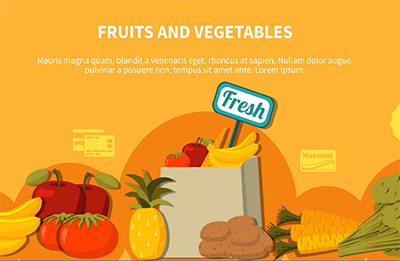 FRUITS AND VEGETABLES
Mauris magna quam, blandit a venenatis eget, rhoncus at sapien. Nullam dolor augue,
pulvinar a posuere non, tempus sit amet ante. Lorem ipsum.
Fresh
Natural